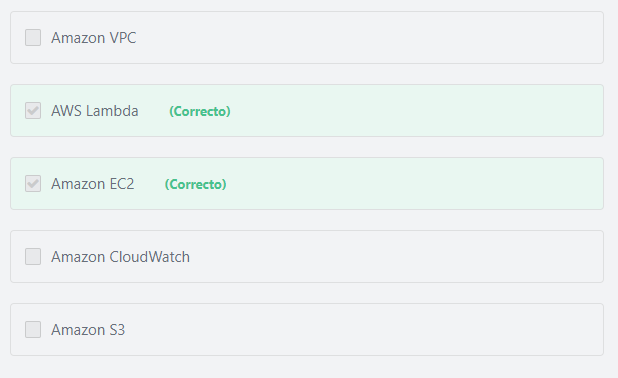 Amazon VPC
AWS Lambda (Correcto)
Amazon EC2 (Correcto)
Amazon CloudWatch
Amazon S3